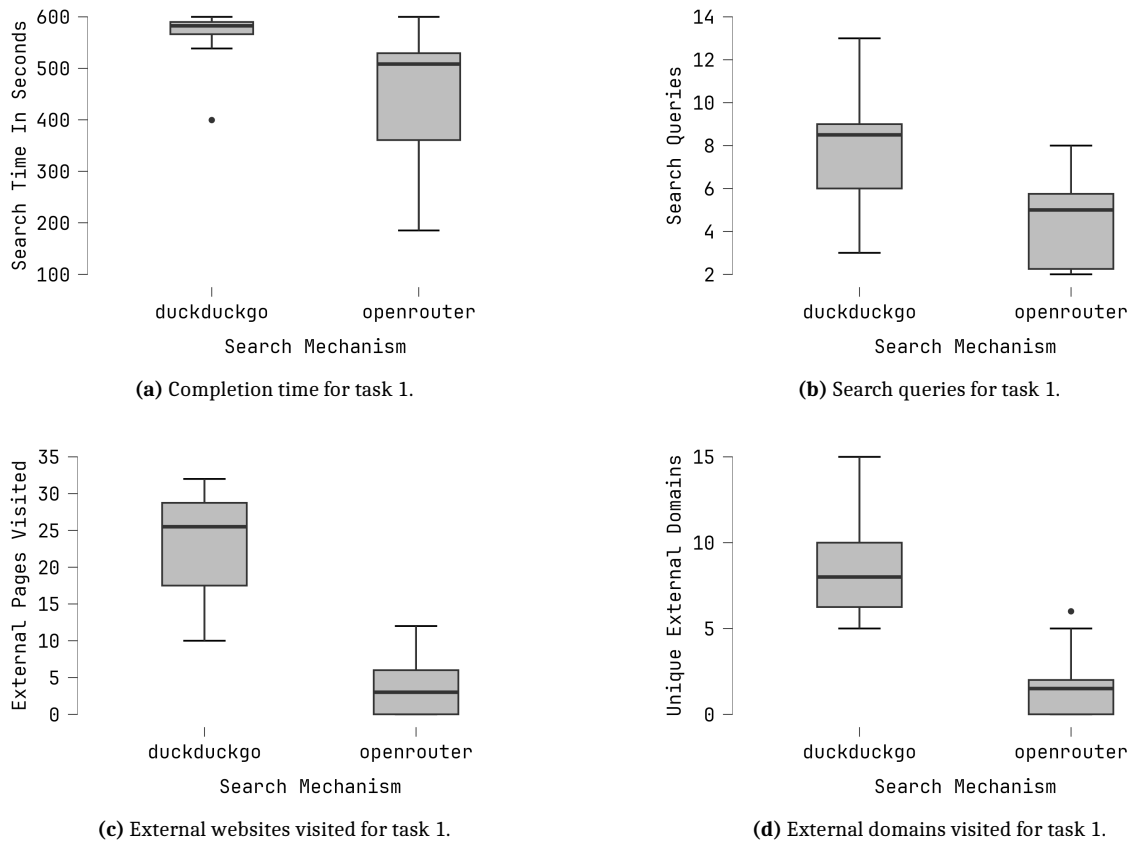 Search Time In Seconds
600
500
400
300
200
100
duckduckgo openrouter
Search Mechanism
(a) Completion time for task 1.
Search Queries
14
12
10
8
6
4
2
duckduckgo openrouter
Search Mechanism
(b) Search queries for task 1.
External Pages Visited
35
30
25
20
15
10
5
0
duckduckgo openrouter
Search Mechanism
(c) External websites visited for task 1.
Unique External Domains
15
10
5
0
duckduckgo openrouter
Search Mechanism
(d) External domains visited for task 1.